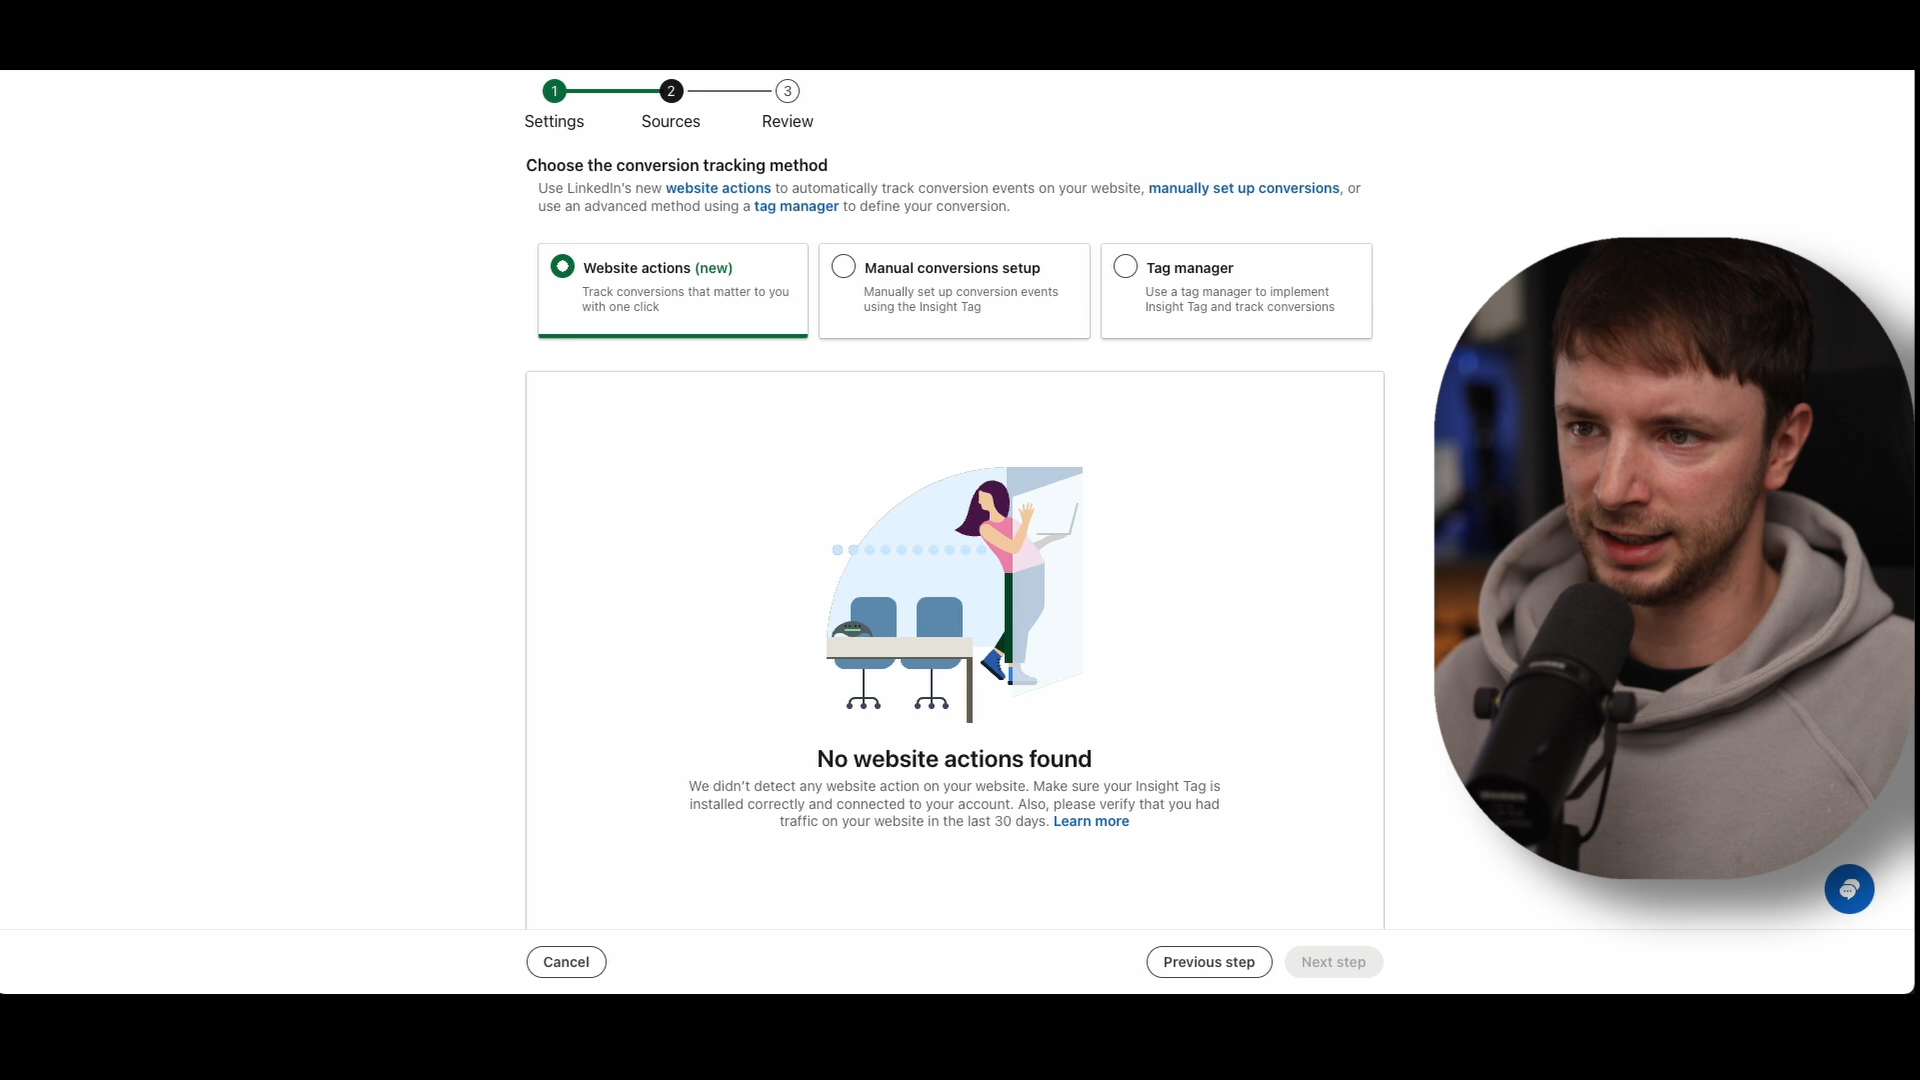 1
2
3
Settings
Sources
Review
Choose the conversion tracking method
Use LinkedIn's new website actions to automatically track conversion events on your website, manually set up conversions, or
use an advanced method using a tag manager to define your conversion.
Website actions (new)
Track conversions that matter to you
with one click
Manual conversions setup
Manually set up conversion events
using the Insight Tag
Tag manager
Use a tag manager to implement
Insight Tag and track conversions
No website actions found
We didn't detect any website action on your website. Make sure your Insight Tag is
installed correctly and connected to your account. Also, please verify that you had
traffic on your website in the last 30 days. Learn more
Cancel
Previous step
Next step